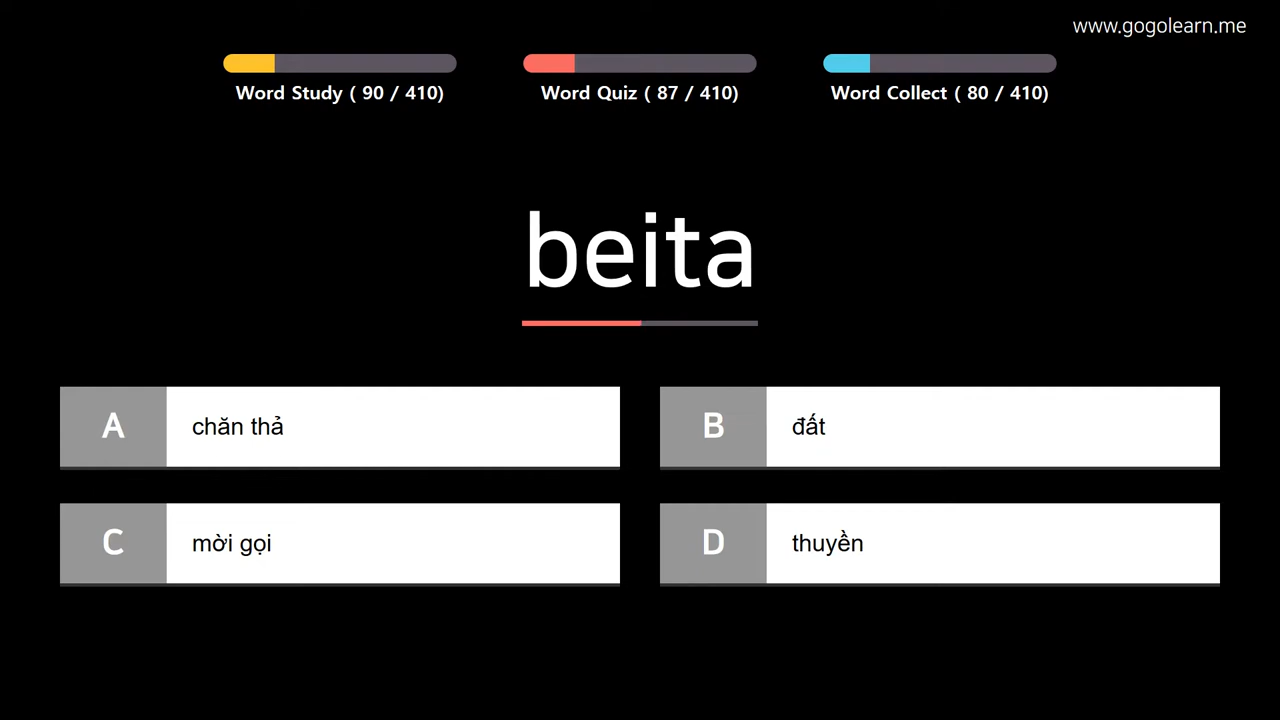 www.gogolearn.me
Word Study ( 90 / 410)
Word Quiz ( 87 / 410)
Word Collect ( 80 / 410)
beita
A chăn thả
B đất
C mời gọi
D thuyền